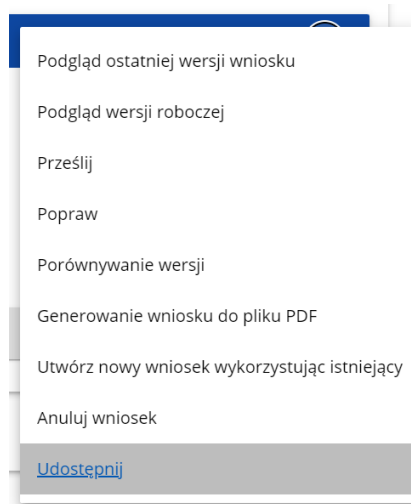 Podgląd ostatniej wersji wniosku
Podgląd wersji roboczej
Prześlij
Popraw
Porównywanie wersji
Generowanie wniosku do pliku PDF
Utwórz nowy wniosek wykorzystując istniejący
Anuluj wniosek
Udostępnij